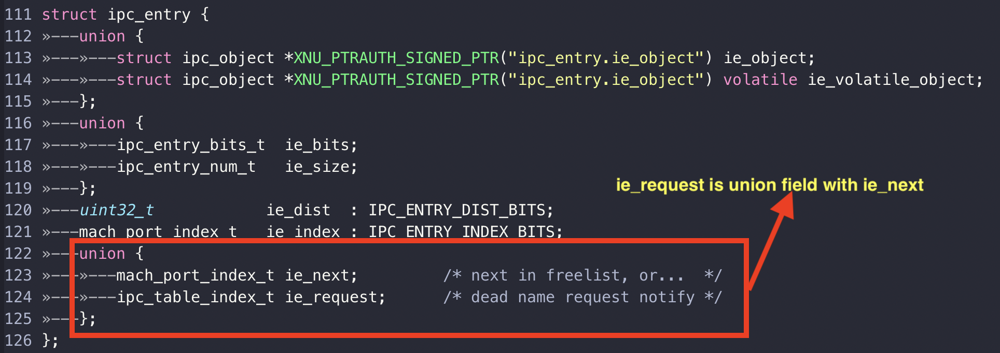 111 struct ipc_entry {
112 »---union {
113 »---»---struct ipc_object *XNU_PTRAUTH_SIGNED_PTR("ipc_entry.ie_object") ie_object;
114 »---»---struct ipc_object *XNU_PTRAUTH_SIGNED_PTR("ipc_entry.ie_object") volatile ie_volatile_object;
115 »---};
116 »---union {
117 »---»---ipc_entry_bits_t  ie_bits;
118 »---»---ipc_entry_num_t   ie_size;
119 »---};
ie_request is union field with ie_next
120 »---uint32_t            ie_dist  : IPC_ENTRY_DIST_BITS;
121 »---mach_port_index_t   ie_index : IPC_ENTRY_INDEX_BITS;
122 »---union {
123 »---»---mach_port_index_t ie_next;         /* next in freelist, or...  */
124 »---»---ipc_table_index_t ie_request;      /* dead name request notify */
125 »---};
126 };